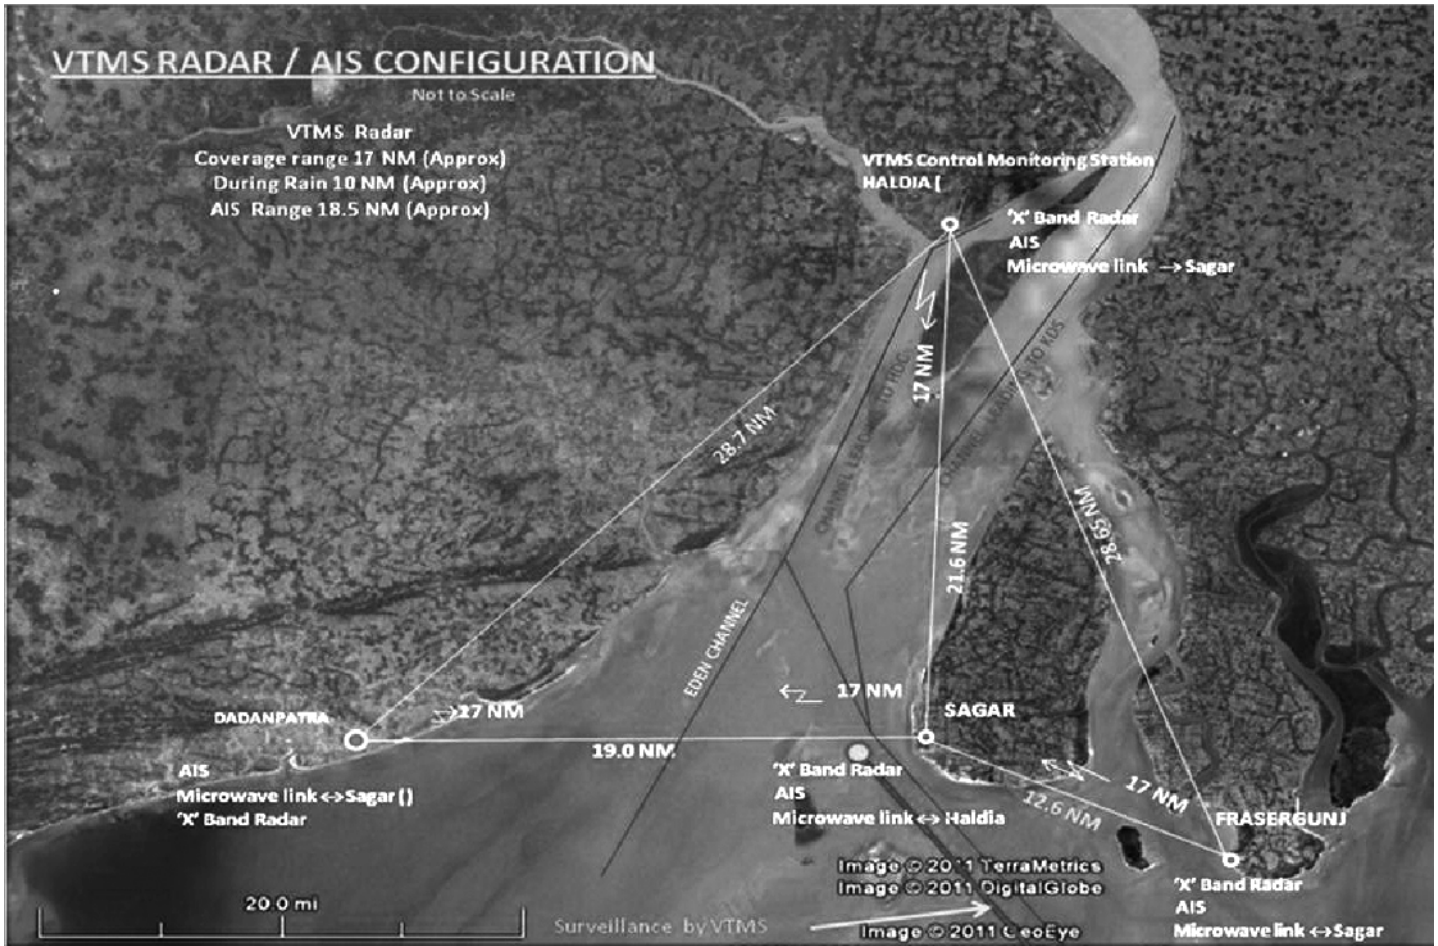 VTMS RADAR / AIS CONFIGURATION
Not to Scale
VTMS Radar
Coverage range 17 NM (Approx)
During Rain 10 NM (Approx)
AIS Range 18.5 NM (Approx)
VTMS Control Monitoring Station
HALDIA [
'X' Band Radar
AIS
Microwave link → Sagar
17 NM
28.7 NM
TO KDS
28.65 NM
21.6 NM
EDEN CHANNEL
17 NM
SAGAR
DADANPATRA
17 NM
19.0 NM
AIS
Microwave link ↔ Sagar ()
'X' Band Radar
'X' Band Radar
AIS
Microwave link ↔ Haldia
17 NM
12.6 NM
FRASERGUNJ
'X' Band Radar
AIS
Microwave link ↔ Sagar
Image © 2011 TerraMetrics
Image © 2011 DigitalGlobe
Image © 2011 GeoEye
20.0 mi
Surveillance by VTMS